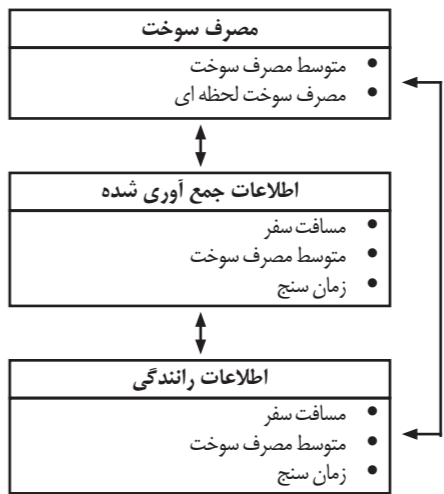 مصرف سوخت
• متوسط مصرف سوخت
• مصرف سوخت لحظه ای
اطلاعات جمع آوری شده
• مسافت سفر
• متوسط مصرف سوخت
• زمان سنج
اطلاعات رانندگی
• مسافت سفر
• متوسط مصرف سوخت
• زمان سنج